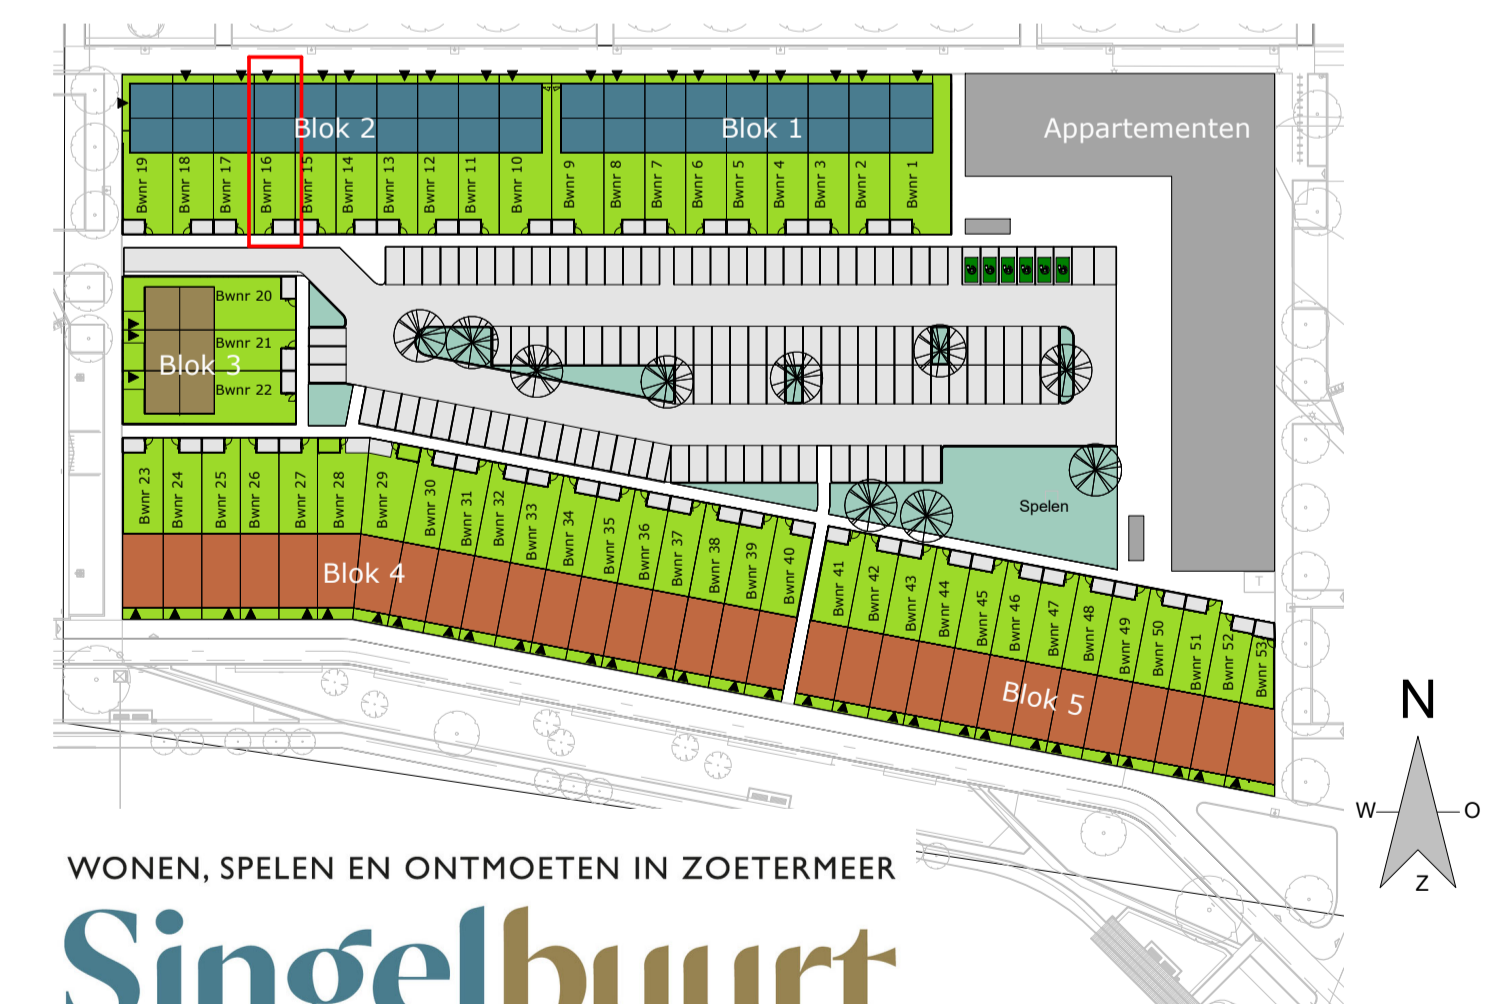 Blok 2
Blok 1
Appartementen
Bwnr 19
Bwnr 18
Bwnr 17
Bwnr 16
Bwnr 15
Bwnr 14
Bwnr 13
Bwnr 12
Bwnr 11
Bwnr 10
Bwnr 9
Bwnr 8
Bwnr 7
Bwnr 6
Bwnr 5
Bwnr 4
Bwnr 3
Bwnr 2
Bwnr 1
Bwnr 20
Bwnr 21
Blok 3
Bwnr 22
Bwnr 23
Bwnr 24
Bwnr 25
Bwnr 26
Bwnr 27
Bwnr 28
Bwnr 29
Bwnr 30
Bwnr 31
Bwnr 32
Bwnr 33
Bwnr 34
Bwnr 35
Bwnr 36
Bwnr 37
Bwnr 38
Bwnr 39
Bwnr 40
Bwnr 41
Bwnr 42
Bwnr 43
Bwnr 44
Bwnr 45
Bwnr 46
Bwnr 47
Bwnr 48
Bwnr 49
Bwnr 50
Bwnr 51
Bwnr 52
Bwnr 53
Spelen
T
Blok 4
Blok 5
N
W
O
Z
WONEN, SPELEN EN ONTMOETEN IN ZOETERMEER
Singelbuurt